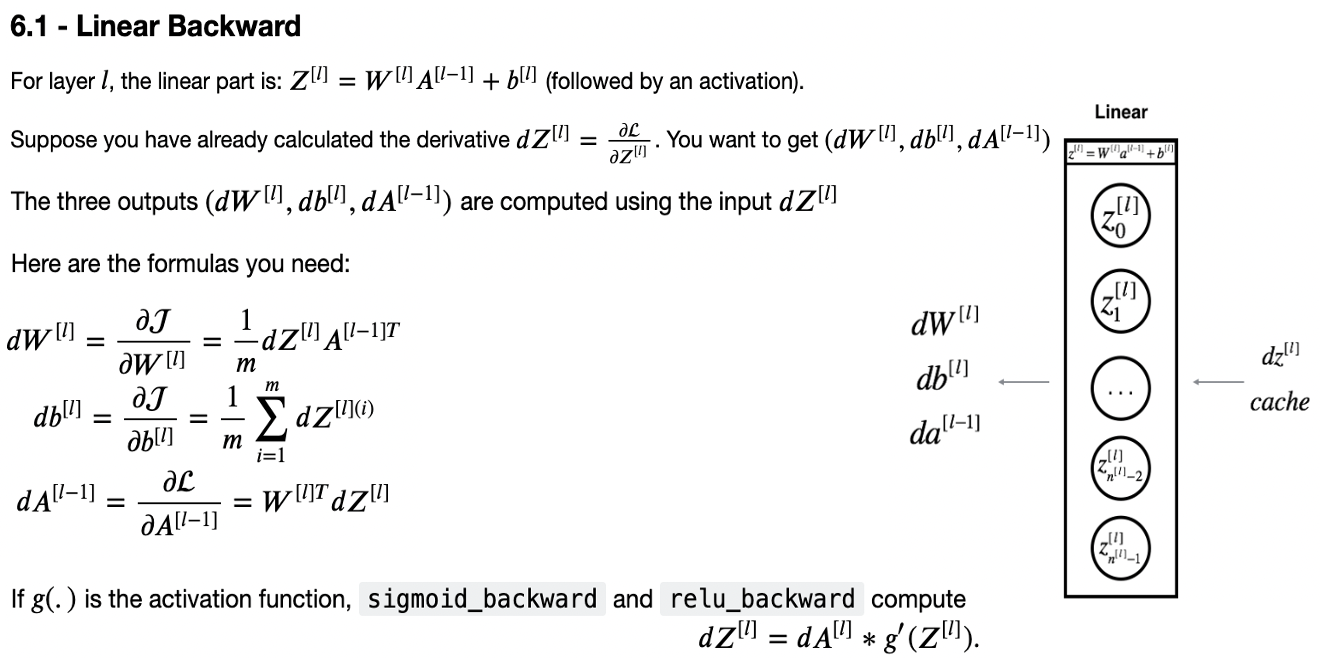 6.1 - Linear Backward
For layer l, the linear part is: Z^[l] = W^[l] A^[l−1] + b^[l] (followed by an activation).
Suppose you have already calculated the derivative dZ^[l] = ∂ℒ/∂Z^[l]. You want to get (dW^[l], db^[l], dA^[l−1])
The three outputs (dW^[l], db^[l], dA^[l−1]) are computed using the input dZ^[l]
Here are the formulas you need:
dW^[l] = ∂𝒥/∂W^[l] = 1/m dZ^[l] A^[l−1]T
db^[l] = ∂𝒥/∂b^[l] = 1/m ∑_{i=1}^{m} dZ^[l](i)
dA^[l−1] = ∂ℒ/∂A^[l−1] = W^[l]T dZ^[l]
If g(.) is the activation function, sigmoid_backward and relu_backward compute
dZ^[l] = dA^[l] * g′(Z^[l]).
Linear
z^[l] = W^[l] a^[l−1] + b^[l]
z_0^[l]
z_1^[l]
...
z_{n^[l]−2}^[l]
z_{n^[l]−1}^[l]
dW^[l]
db^[l]
da^[l−1]
dz^[l]
cache